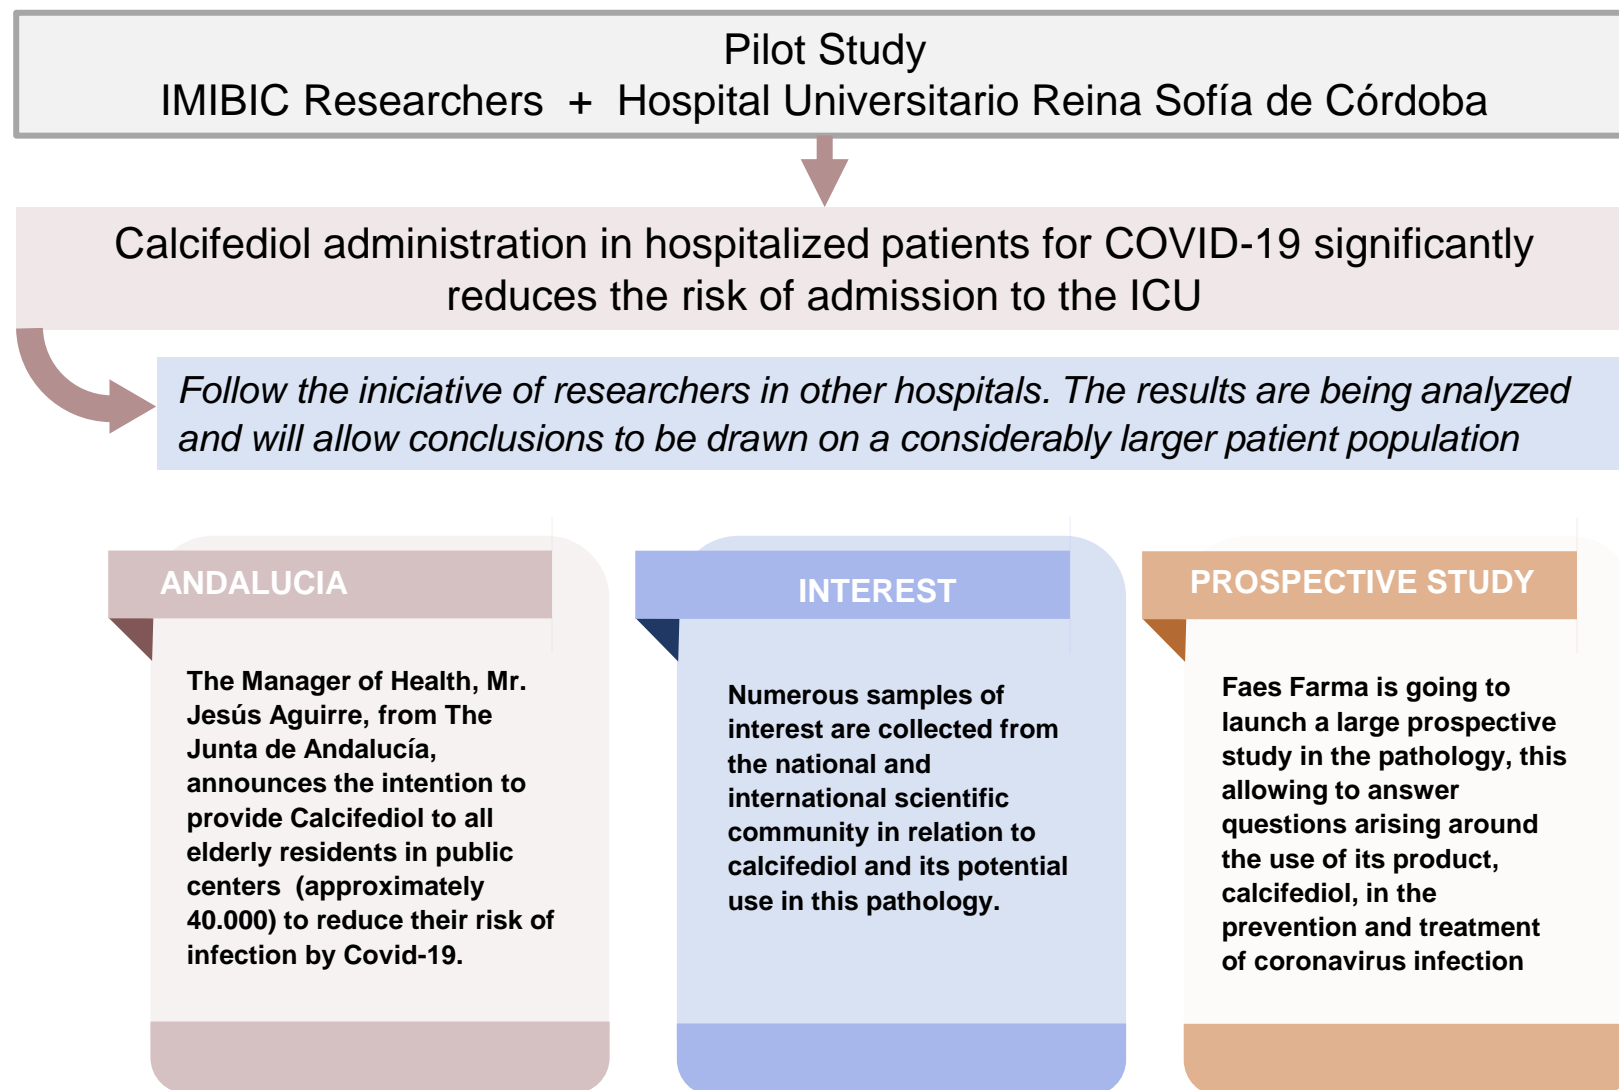 Pilot Study
IMIBIC Researchers + Hospital Universitario Reina Sofía de Córdoba
Calcifediol administration in hospitalized patients for COVID-19 significantly
reduces the risk of admission to the ICU
Follow the iniciative of researchers in other hospitals. The results are being analyzed
and will allow conclusions to be drawn on a considerably larger patient population
ANDALUCIA
The Manager of Health, Mr.
Jesús Aguirre, from The
Junta de Andalucía,
announces the intention to
provide Calcifediol to all
elderly residents in public
centers (approximately
40.000) to reduce their risk of
infection by Covid-19.
INTEREST
Numerous samples of
interest are collected from
the national and
international scientific
community in relation to
calcifediol and its potential
use in this pathology.
PROSPECTIVE STUDY
Faes Farma is going to
launch a large prospective
study in the pathology, this
allowing to answer
questions arising around
the use of its product,
calcifediol, in the
prevention and treatment
of coronavirus infection